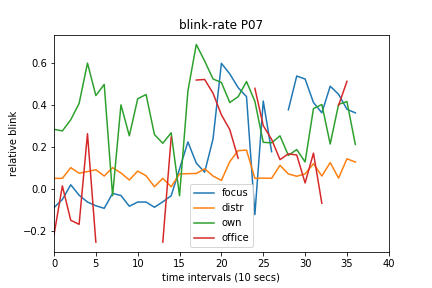 blink-rate P07
relative blink
0.6
0.4
0.2
0.0
−0.2
0 5 10 15 20 25 30 35 40
time intervals (10 secs)
focus
distr
own
office